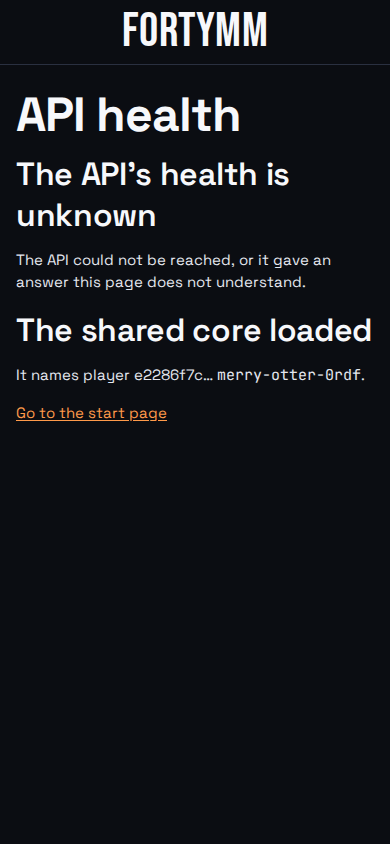 FORTYMM
API health
The API’s health is
unknown
The API could not be reached, or it gave an
answer this page does not understand.
The shared core loaded
It names player e2286f7c… merry-otter-0rdf.
Go to the start page